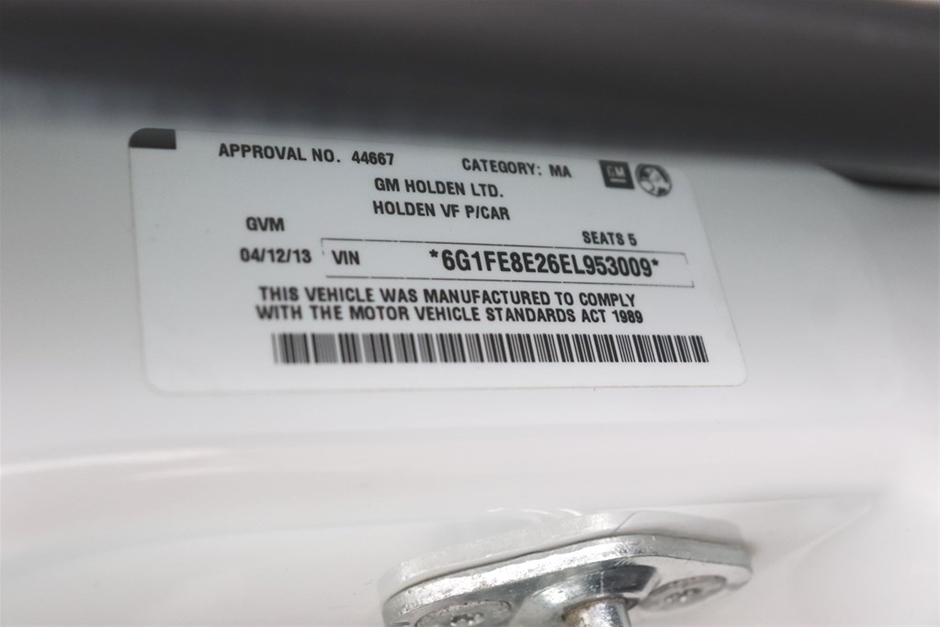 APPROVAL NO. 44667 CATEGORY: MA GM
GM HOLDEN LTD.
HOLDEN VF P/CAR
GVM SEATS 5
04/12/13 VIN *6G1FE8E26EL953009*
THIS VEHICLE WAS MANUFACTURED TO COMPLY
WITH THE MOTOR VEHICLE STANDARDS ACT 1989